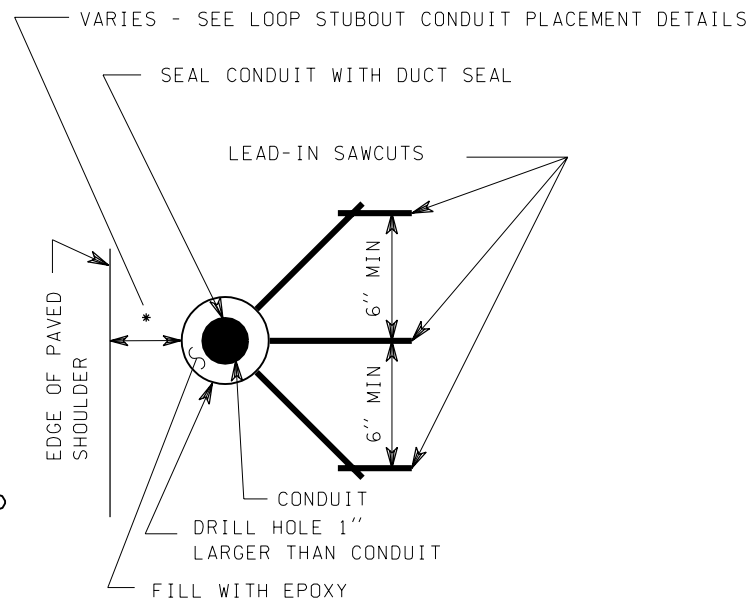 VARIES - SEE LOOP STUBOUT CONDUIT PLACEMENT DETAILS
SEAL CONDUIT WITH DUCT SEAL
LEAD-IN SAWCUTS
6" MIN
*
EDGE OF PAVED
SHOULDER
6" MIN
CONDUIT
DRILL HOLE 1"
LARGER THAN CONDUIT
FILL WITH EPOXY